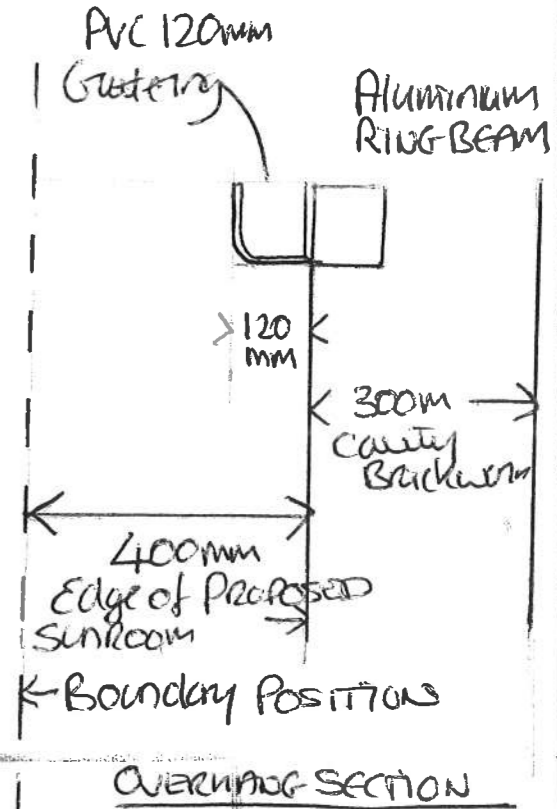 PVC 120mm
Guttering
Aluminium
RING BEAM
120
mm
300m
Cavity
Brickwork
400mm
Edge of PROPOSED
SUNROOM
Boundary POSITION
OVERHANG SECTION